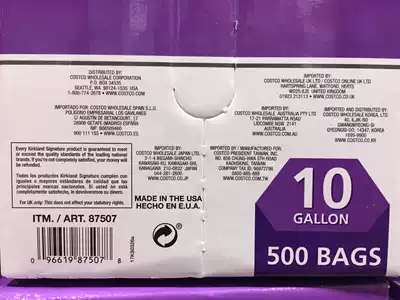 DISTRIBUTED BY:
COSTCO WHOLESALE CORPORATION
P.O. BOX 34535
SEATTLE, WA 98124-1535 USA
1-800-774-2678 • WWW.COSTCO.COM
IMPORTED BY:
COSTCO WHOLESALE UK LTD / COSTCO ONLINE UK LTD
HARTSPRING LANE, WATFORD, HERTS
WD25 8JS UNITED KINGDOM
01923 213113 • WWW.COSTCO.CO.UK
IMPORTADO POR: COSTCO WHOLESALE SPAIN S.L.U.
POLIGONO EMPRESARIAL LOS GAVILANES
C/ AGUSTÍN DE BETANCOURT, 17
28906 GETAFE (MADRID) ESPAÑA
NIF:
900 111 155 • WWW.COSTCO.ES
IMPORTED BY:
COSTCO WHOLESALE AUSTRALIA PTY LTD
17-21 PARRAMATTA ROAD
LIDCOMBE NSW 2141
AUSTRALIA
WWW.COSTCO.COM.AU
IMPORTED AND DISTRIBUTED BY:
COSTCO WHOLESALE KOREA, LTD.
40, ILJIK-RO
GWANGMYEONG-SI
GYEONGGI-DO, 14347, KOREA
1899-9900
WWW.COSTCO.CO.KR
IMPORTED BY:
COSTCO WHOLESALE JAPAN LTD.
3-1-4 IKEGAMI-SHINCHO
KAWASAKI-KU, KAWASAKI-SHI,
KANAGAWA 210-0832 JAPAN
044-281-2600
WWW.COSTCO.CO.JP
IMPORTED BY / MANUFACTURED FOR:
COSTCO PRESIDENT TAIWAN, INC.
NO. 656 CHUNG-HWA 5TH ROAD
KAOHSIUNG, TAIWAN
COMPANY TAX ID: 96972798
0800-885-889
WWW.COSTCO.COM.TW
Every Kirkland Signature product is guaranteed to meet
or exceed the quality standards of the leading national
brands. If you're not completely satisfied, your money will
be refunded.
Todos los productos Kirkland Signature cumplen con
iguales o mayores estándares de calidad que las
principales marcas nacionales. Si usted no está
completamente satisfecho, le devolvemos su dinero.
For UK only: This does not affect your statutory rights.
MADE IN THE USA
HECHO EN E.U.A.
ITM. / ART. 87507
0 96619 87507 8
10
GALLON
500 BAGS